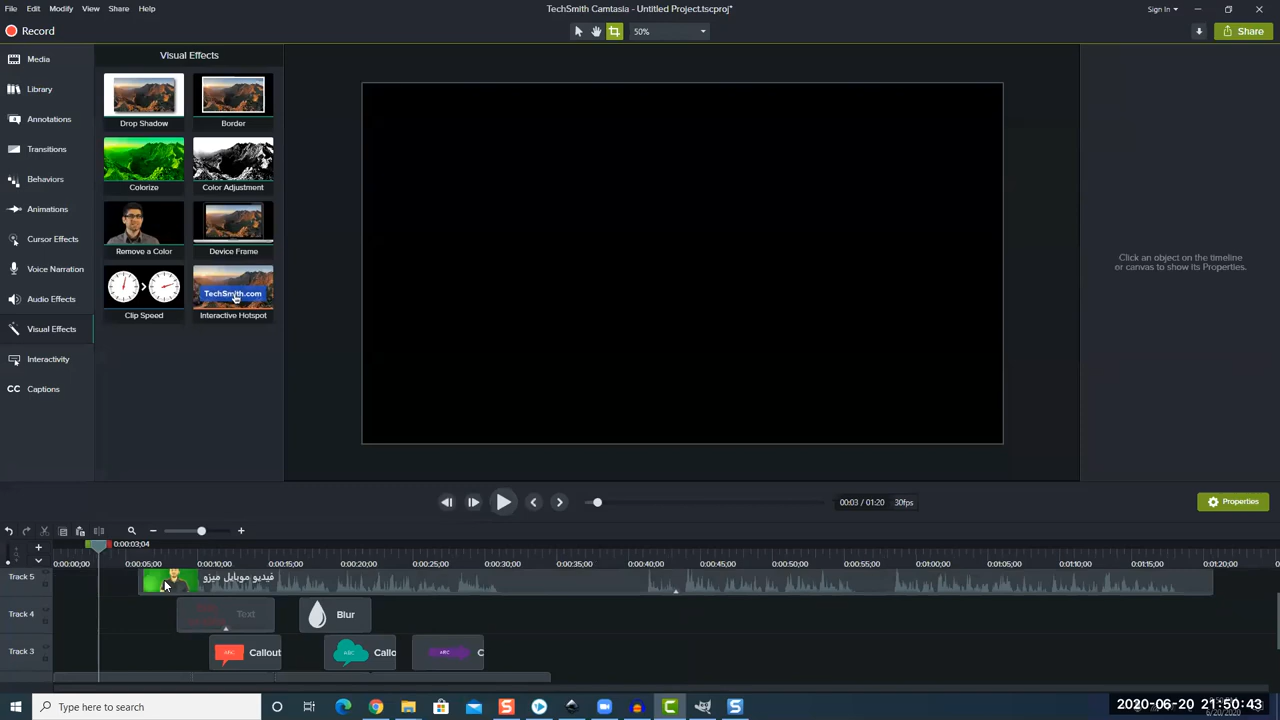 File Edit Modify View Share Help
TechSmith Camtasia - Untitled Project.tscproj*
Sign In
Record
50%
Share
Media
Library
Annotations
Transitions
Behaviors
Animations
Cursor Effects
Voice Narration
Audio Effects
Visual Effects
Interactivity
CC Captions
Visual Effects
Drop Shadow
Border
Colorize
Color Adjustment
Remove a Color
Device Frame
Clip Speed
TechSmith.com
Interactive Hotspot
Click an object on the timeline
or canvas to show its Properties.
00:03 / 01:20 30fps
Properties
0:00:03;04
0:00:00;00 0:00:05;00 0:00:10;00 0:00:15;00 0:00:20;00 0:00:25;00 0:00:30;00 0:00:35;00 0:00:40;00 0:00:45;00 0:00:50;00 0:00:55;00 0:01:00;00 0:01:05;00 0:01:10;00 0:01:15;00 0:01:20;00
Track 5
فيديو موبايل ميزو
Track 4
Text
Blur
Track 3
ABC Callout
ABC Callo
ABC C
Type here to search
2020-06-20 21:50:43